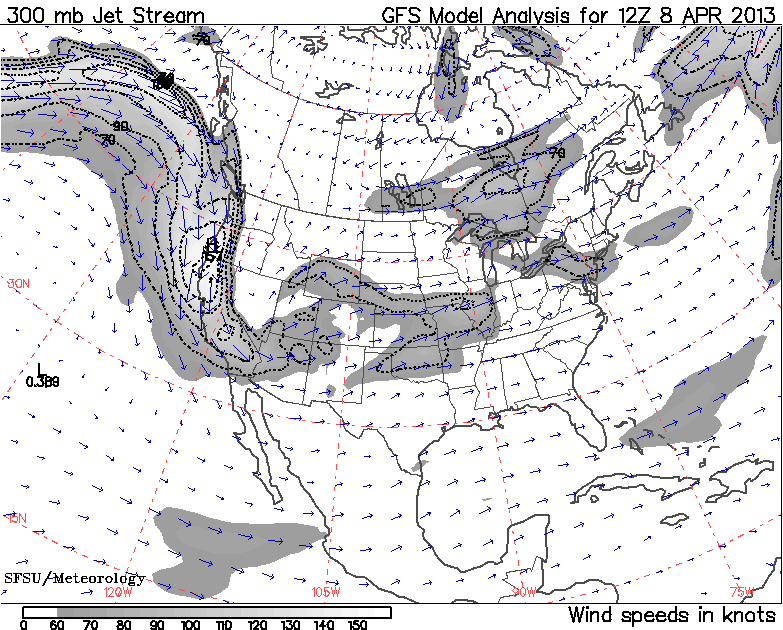 300 mb Jet Stream
GFS Model Analysis for 12Z 8 APR 2013
70
90
70
70
30N
L
0.389
15N
SFSU/Meteorology
120W
105W
90W
75W
0 60 70 80 90 100 110 120 130 140 150
Wind speeds in knots